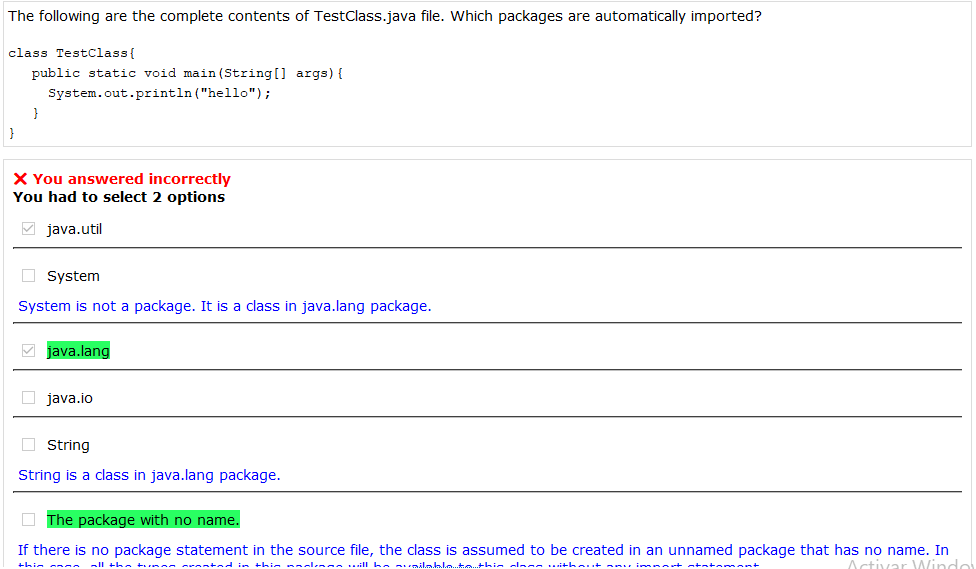 The following are the complete contents of TestClass.java file. Which packages are automatically imported?
class TestClass{
public static void main(String[] args){
System.out.println("hello");
}
}
You answered incorrectly
You had to select 2 options
java.util
System
System is not a package. It is a class in java.lang package.
java.lang
java.io
String
String is a class in java.lang package.
The package with no name.
If there is no package statement in the source file, the class is assumed to be created in an unnamed package that has no name. In
this case, all the types created in this package will be available to this class without any import statement.
Activar Window